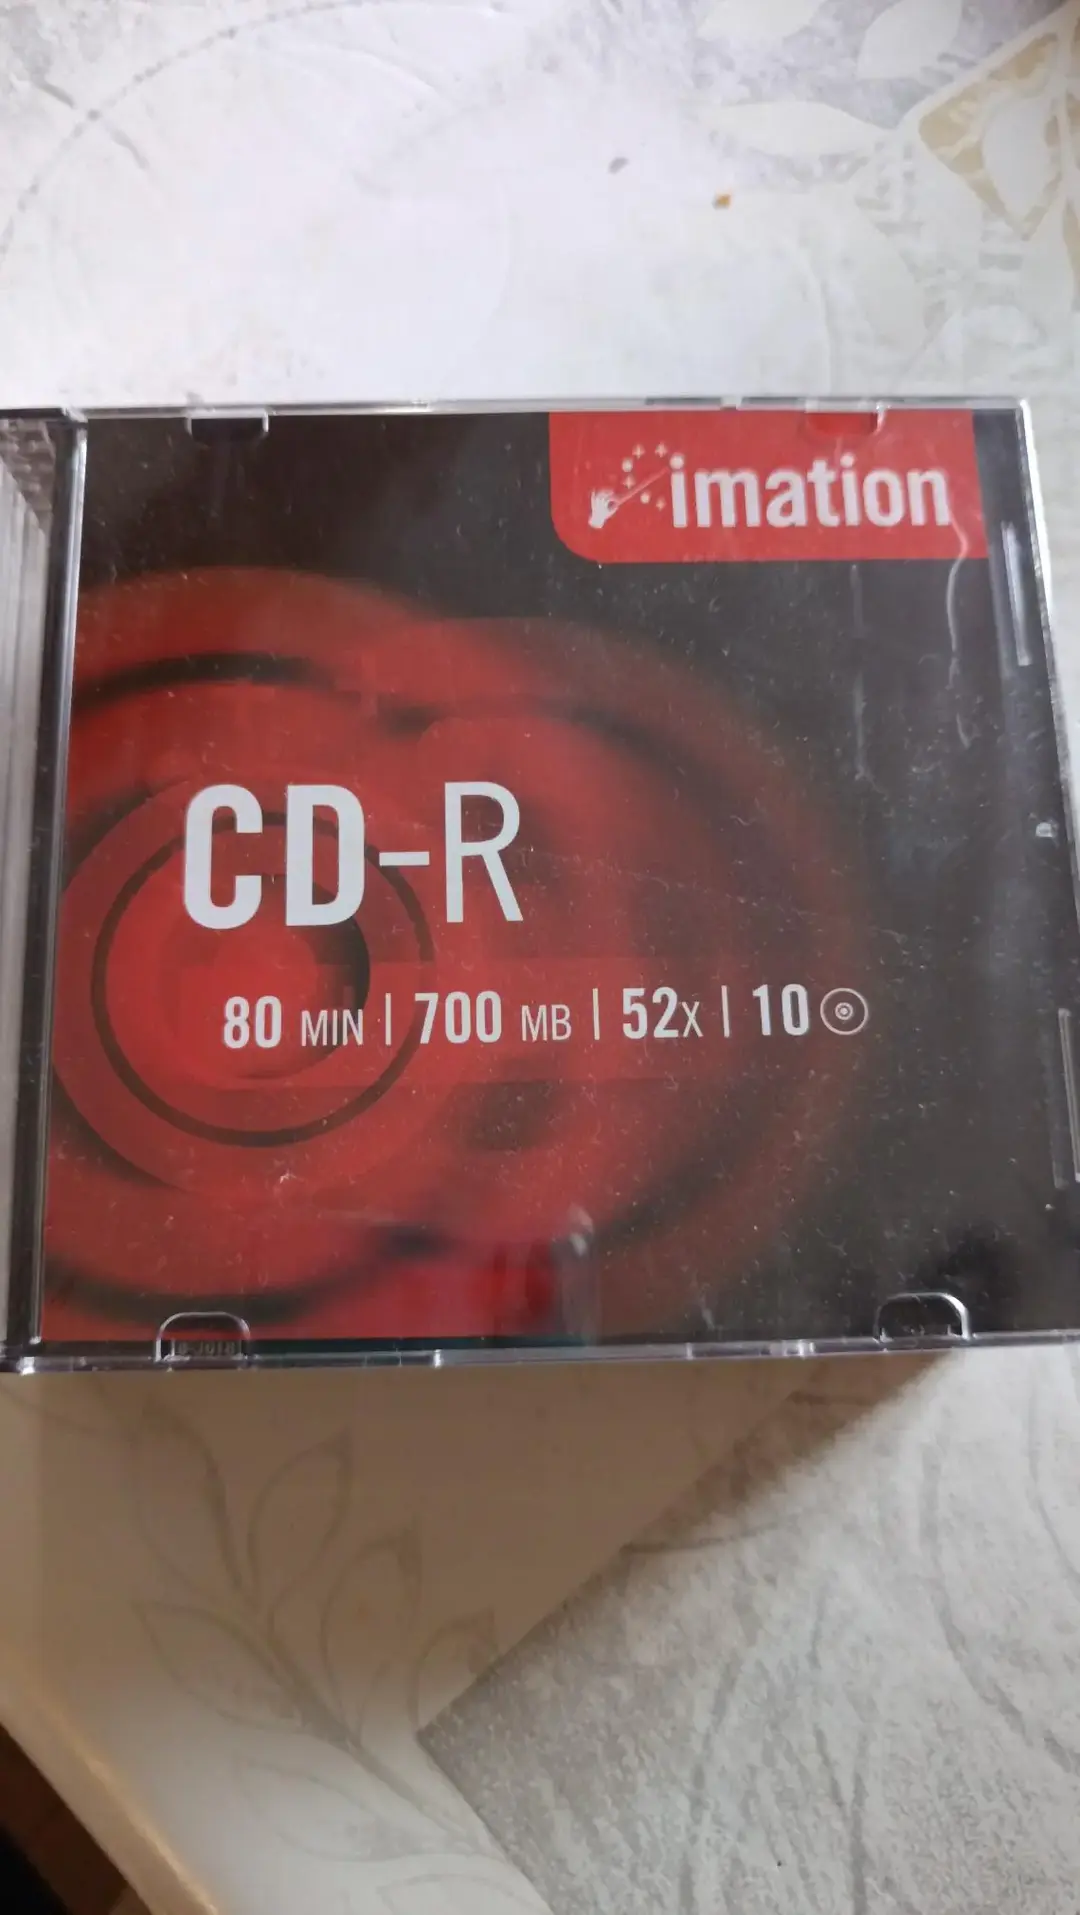 imation
CD-R
80 MIN | 700 MB | 52x | 10